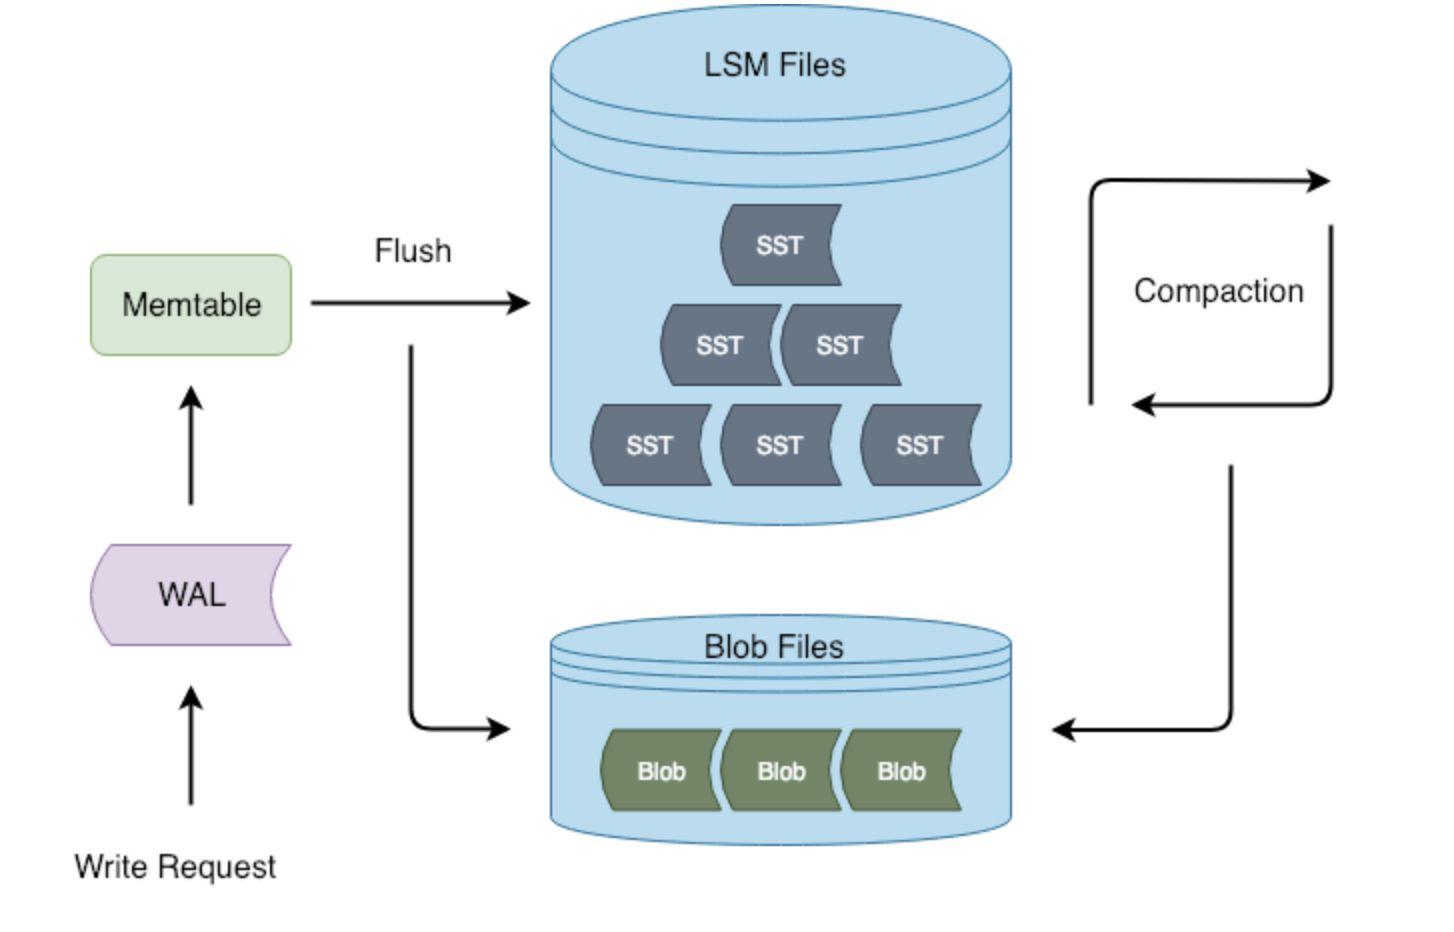 LSM Files
SST
Flush
Compaction
Memtable
SST SST
SST SST SST
WAL
Blob Files
Blob Blob Blob
Write Request